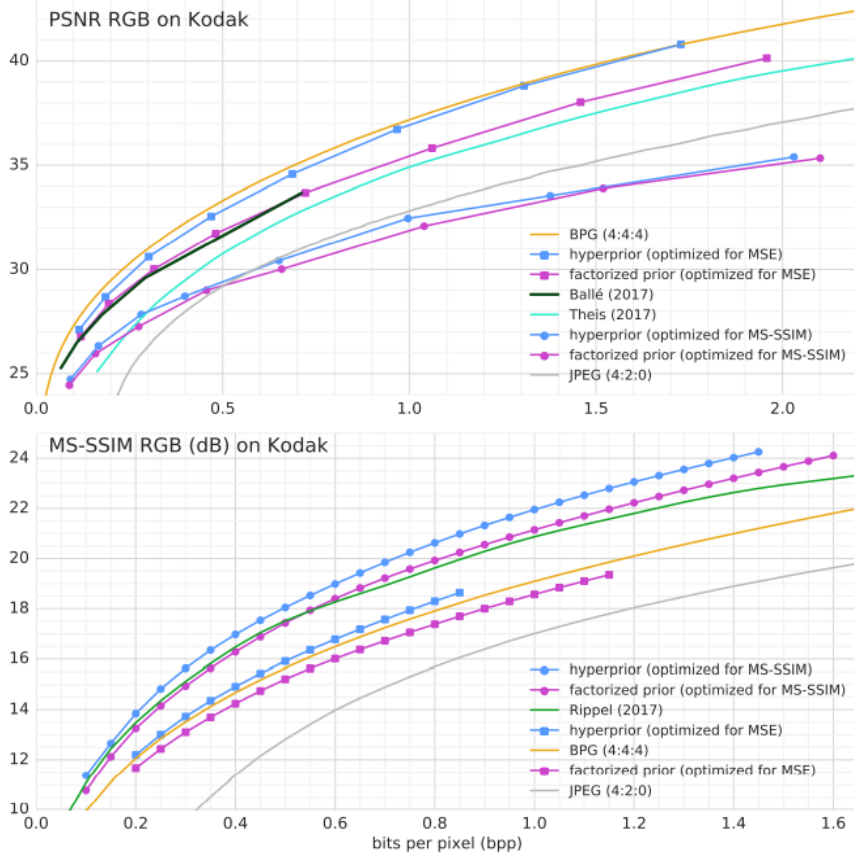 PSNR RGB on Kodak
40
35
30
25
BPG (4:4:4)
hyperprior (optimized for MSE)
factorized prior (optimized for MSE)
Ballé (2017)
Theis (2017)
hyperprior (optimized for MS-SSIM)
factorized prior (optimized for MS-SSIM)
JPEG (4:2:0)
0.0 0.5 1.0 1.5 2.0
MS-SSIM RGB (dB) on Kodak
24
22
20
18
16
14
12
10
hyperprior (optimized for MS-SSIM)
factorized prior (optimized for MS-SSIM)
Rippel (2017)
hyperprior (optimized for MSE)
BPG (4:4:4)
factorized prior (optimized for MSE)
JPEG (4:2:0)
0.0 0.2 0.4 0.6 0.8 1.0 1.2 1.4 1.6
bits per pixel (bpp)